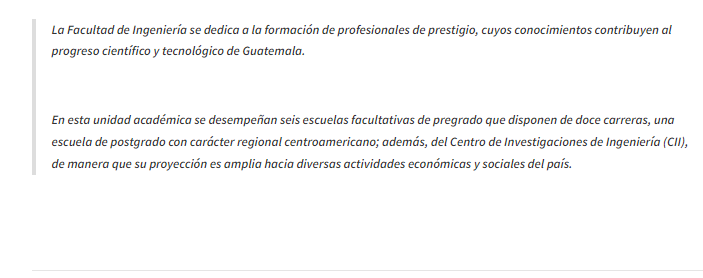 La Facultad de Ingeniería se dedica a la formación de profesionales de prestigio, cuyos conocimientos contribuyen al
progreso científico y tecnológico de Guatemala.
En esta unidad académica se desempeñan seis escuelas facultativas de pregrado que disponen de doce carreras, una
escuela de postgrado con carácter regional centroamericano; además, del Centro de Investigaciones de Ingeniería (CII),
de manera que su proyección es amplia hacia diversas actividades económicas y sociales del país.